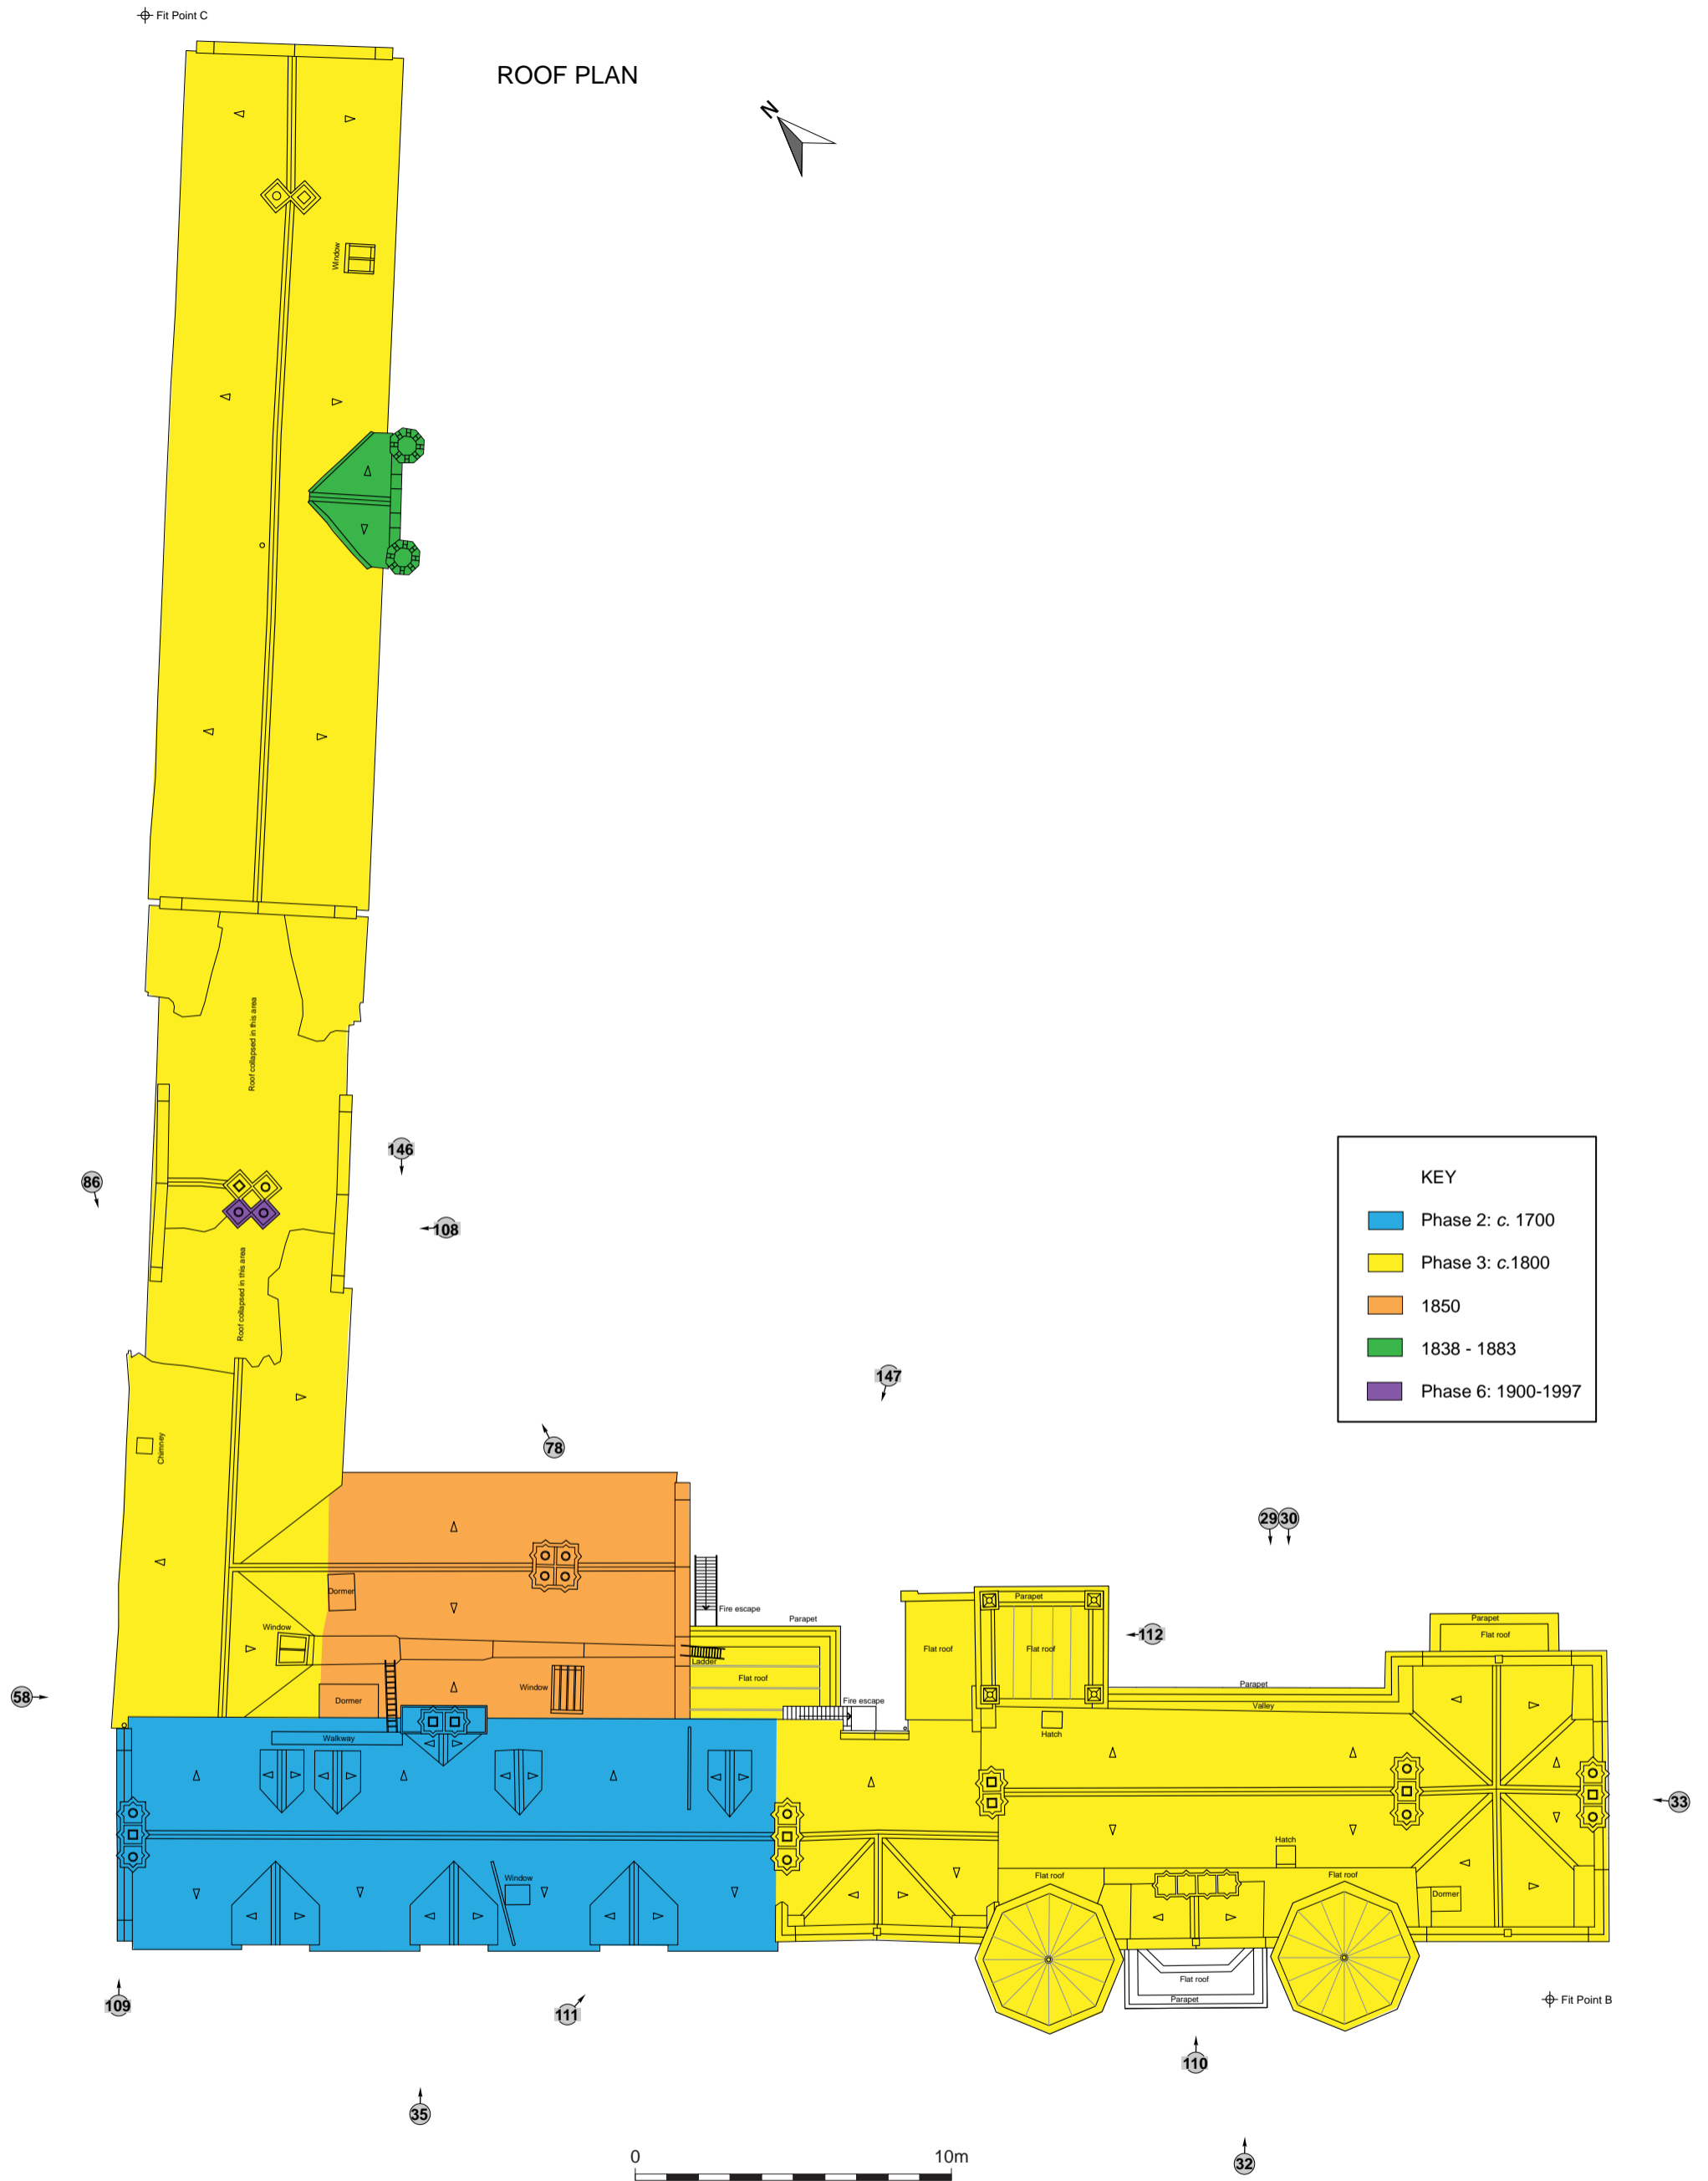 Fit Point C
ROOF PLAN
N
Window
Roof collapsed in this area
146
86
108
KEY
Phase 2: c. 1700
Phase 3: c.1800
1850
1838 - 1883
Phase 6: 1900-1997
Roof collapsed in this area
147
Chimney
78
29 30
Dormer
Fire escape
Parapet
Parapet
Parapet
Flat roof
Window
112
Flat roof
Flat roof
Ladder
Flat roof
58
Dormer
Window
Fire escape
Parapet
Valley
Walkway
Hatch
33
Hatch
Window
Flat roof
Flat roof
Dormer
Flat roof
Parapet
109
111
Fit Point B
110
35
0 10m
32